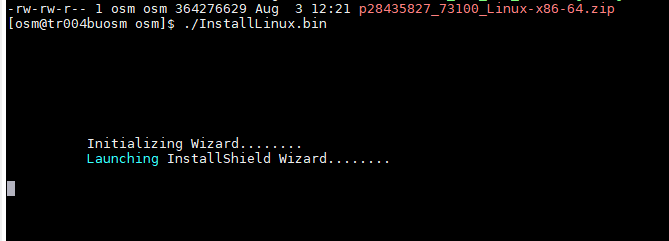 -rw-rw-r-- 1 osm osm 364276629 Aug  3 12:21 p28435827_73100_Linux-x86-64.zip
[osm@tr004buosm osm]$ ./InstallLinux.bin
Initializing Wizard........
Launching InstallShield Wizard........